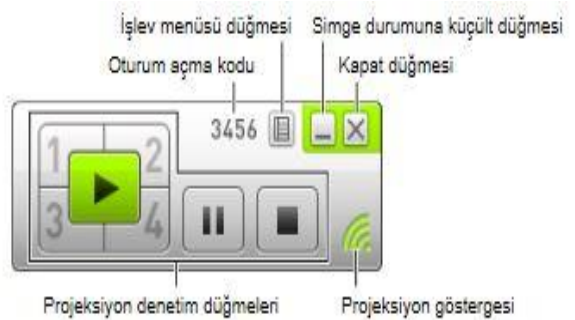 İşlev menüsü düğmesi Simge durumuna küçült düğmesi
Oturum açma kodu Kapat düğmesi
3456
1 2
3 4
Projeksiyon denetim düğmeleri Projeksiyon göstergesi